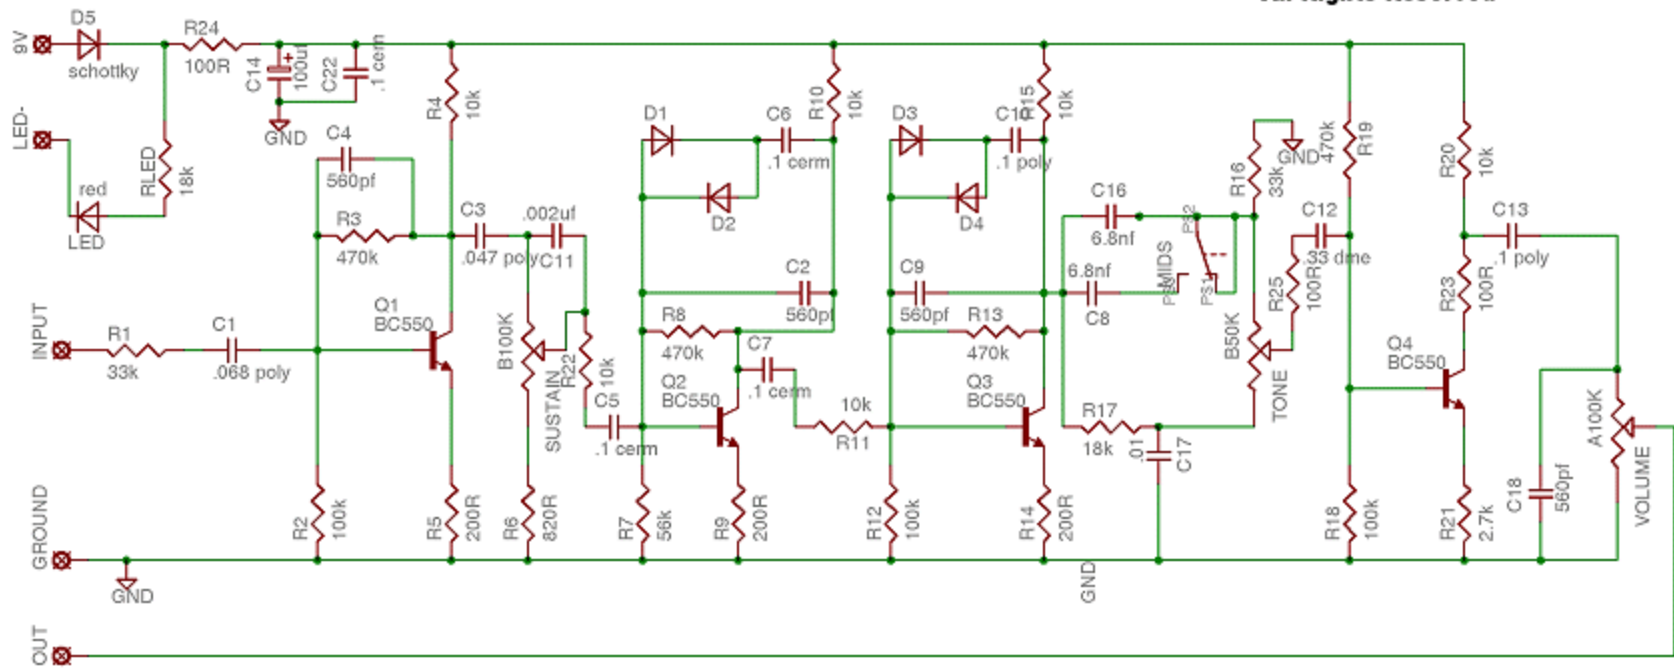 9V
D5
schottky
R24
100R
C14
100uf
+
C22
.1 cerm
GND
LED-
red
LED
RLED
18k
C4
560pf
R3
470k
R4
10k
C3
.047 poly
.002uf
C11
Q1
BC550
INPUT
R1
33k
C1
.068 poly
B100K
SUSTAIN
R22
10k
C5
.1 cerm
R2
100k
R5
200R
R6
820R
D1
C6
.1 cerm
D2
R10
10k
C2
560pf
R8
470k
C7
.1 cerm
Q2
BC550
R7
56k
R9
200R
10k
R11
D3
C10
.1 poly
D4
R15
10k
C9
560pf
R13
470k
Q3
BC550
R12
100k
R14
200R
C16
6.8nf
6.8nf
C8
MIDS
PS2
PS1
R17
18k
.01
C17
GND
R16
33k
GND
B50K
TONE
R25
100R
C12
.33 dme
470k
R19
R18
100k
R20
10k
R23
100R
Q4
BC550
R21
2.7k
C13
.1 poly
C18
560pf
A100K
VOLUME
GROUND
GND
OUT